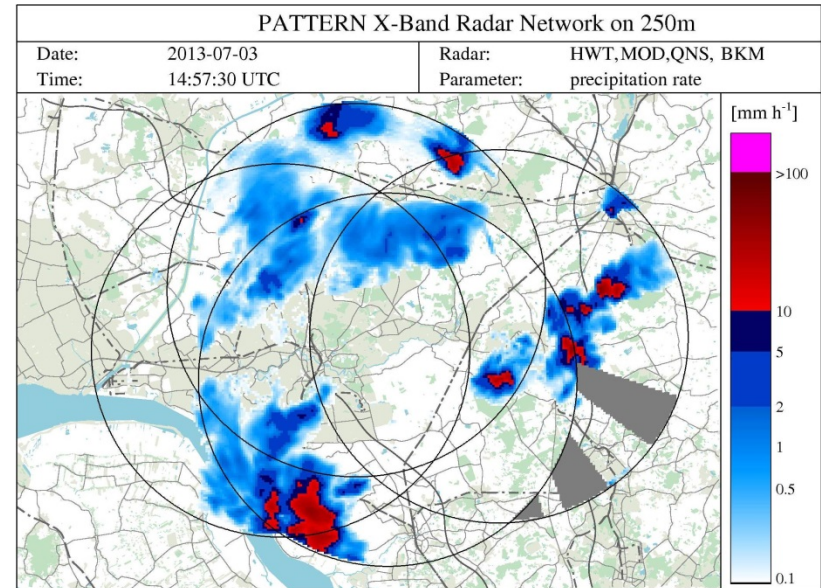 PATTERN X-Band Radar Network on 250m
Date: 2013-07-03 Radar: HWT,MOD,QNS, BKM
Time: 14:57:30 UTC Parameter: precipitation rate
[mm h⁻¹]
>100
10
5
2
1
0.5
0.1